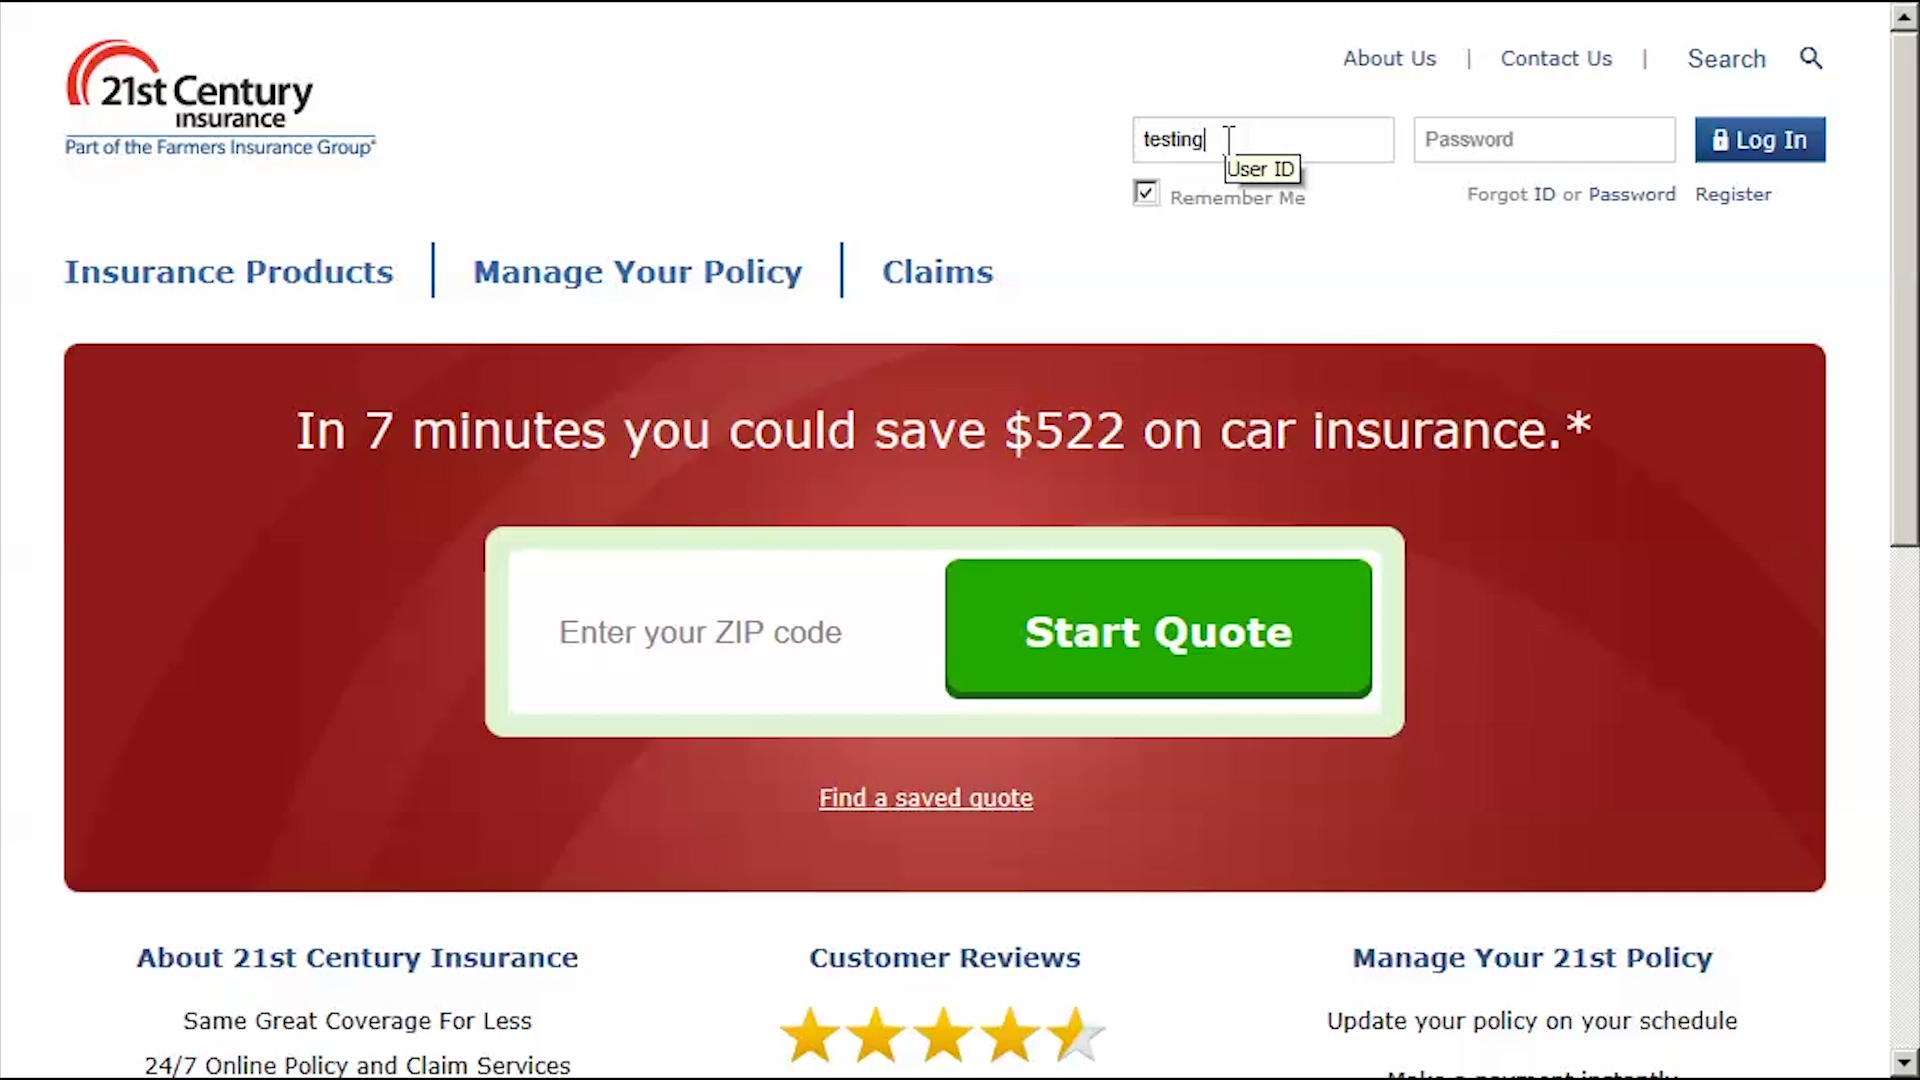 21st Century
insurance
Part of the Farmers Insurance Group®
About Us | Contact Us | Search
testing Password Log In
User ID
Remember Me Forgot ID or Password Register
Insurance Products Manage Your Policy Claims
In 7 minutes you could save $522 on car insurance.*
Enter your ZIP code Start Quote
Find a saved quote
About 21st Century Insurance Customer Reviews Manage Your 21st Policy
Same Great Coverage For Less Update your policy on your schedule
24/7 Online Policy and Claim Services
Make a payment instantly